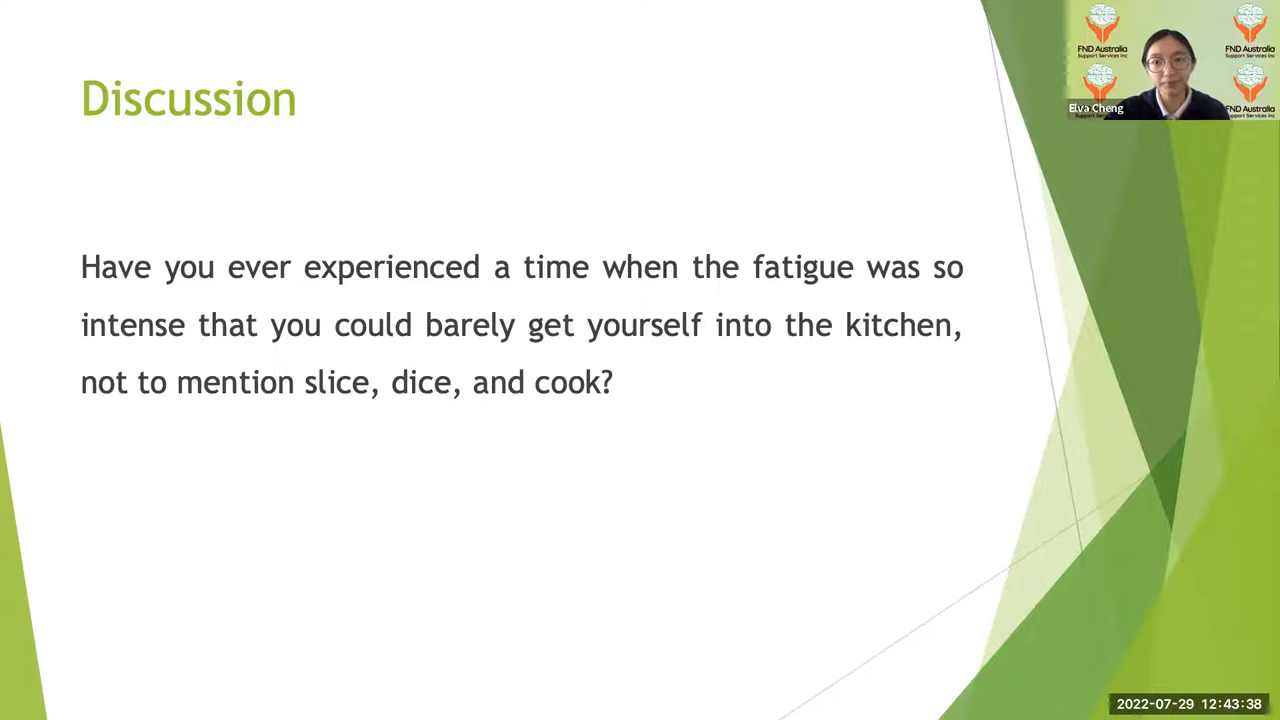 Discussion
Have you ever experienced a time when the fatigue was so
intense that you could barely get yourself into the kitchen,
not to mention slice, dice, and cook?
FND Australia
Support Services Inc
FND Australia
Support Services Inc
Elva Cheng
FND Australia
Support Services Inc
2022-07-29 12:43:38